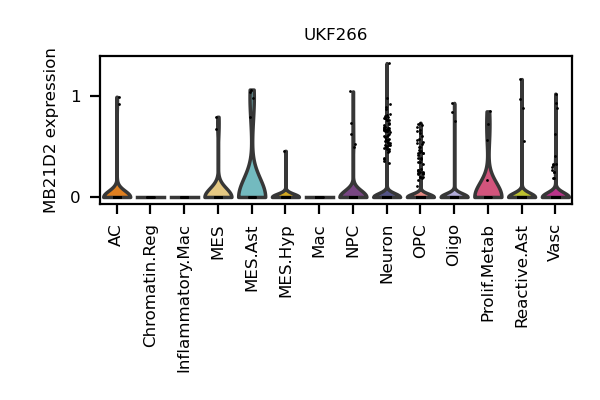 UKF266
MB21D2 expression
1
0
AC
Chromatin.Reg
Inflammatory.Mac
MES
MES.Ast
MES.Hyp
Mac
NPC
Neuron
OPC
Oligo
Prolif.Metab
Reactive.Ast
Vasc